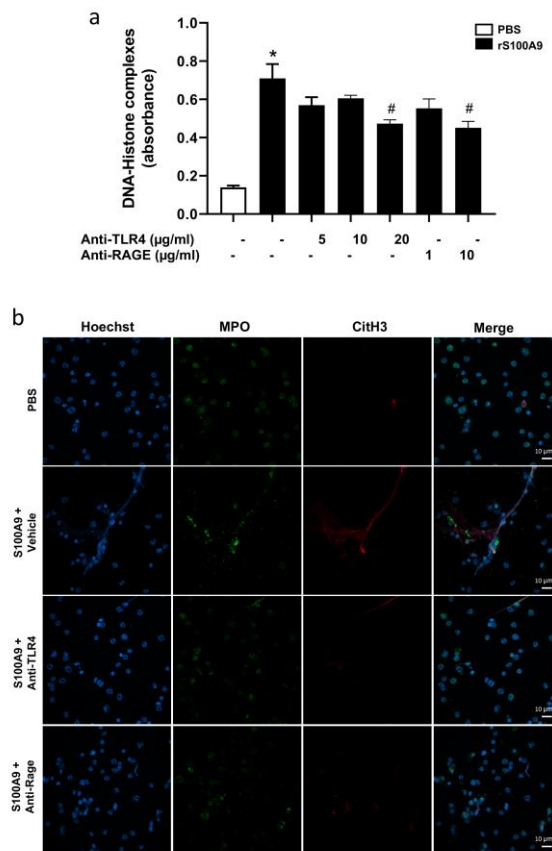 a
PBS
rS100A9
DNA-Histone complexes
(absorbance)
1.0
0.8
0.6
0.4
0.2
0.0
*
#
#
Anti-TLR4 (µg/ml) - - 5 10 20 - -
Anti-RAGE (µg/ml) - - - - - 1 10
b
Hoechst MPO CitH3 Merge
PBS
10 µm
S100A9 +
Vehicle
10 µm
S100A9 +
Anti-TLR4
10 µm
S100A9 +
Anti-Rage
10 µm